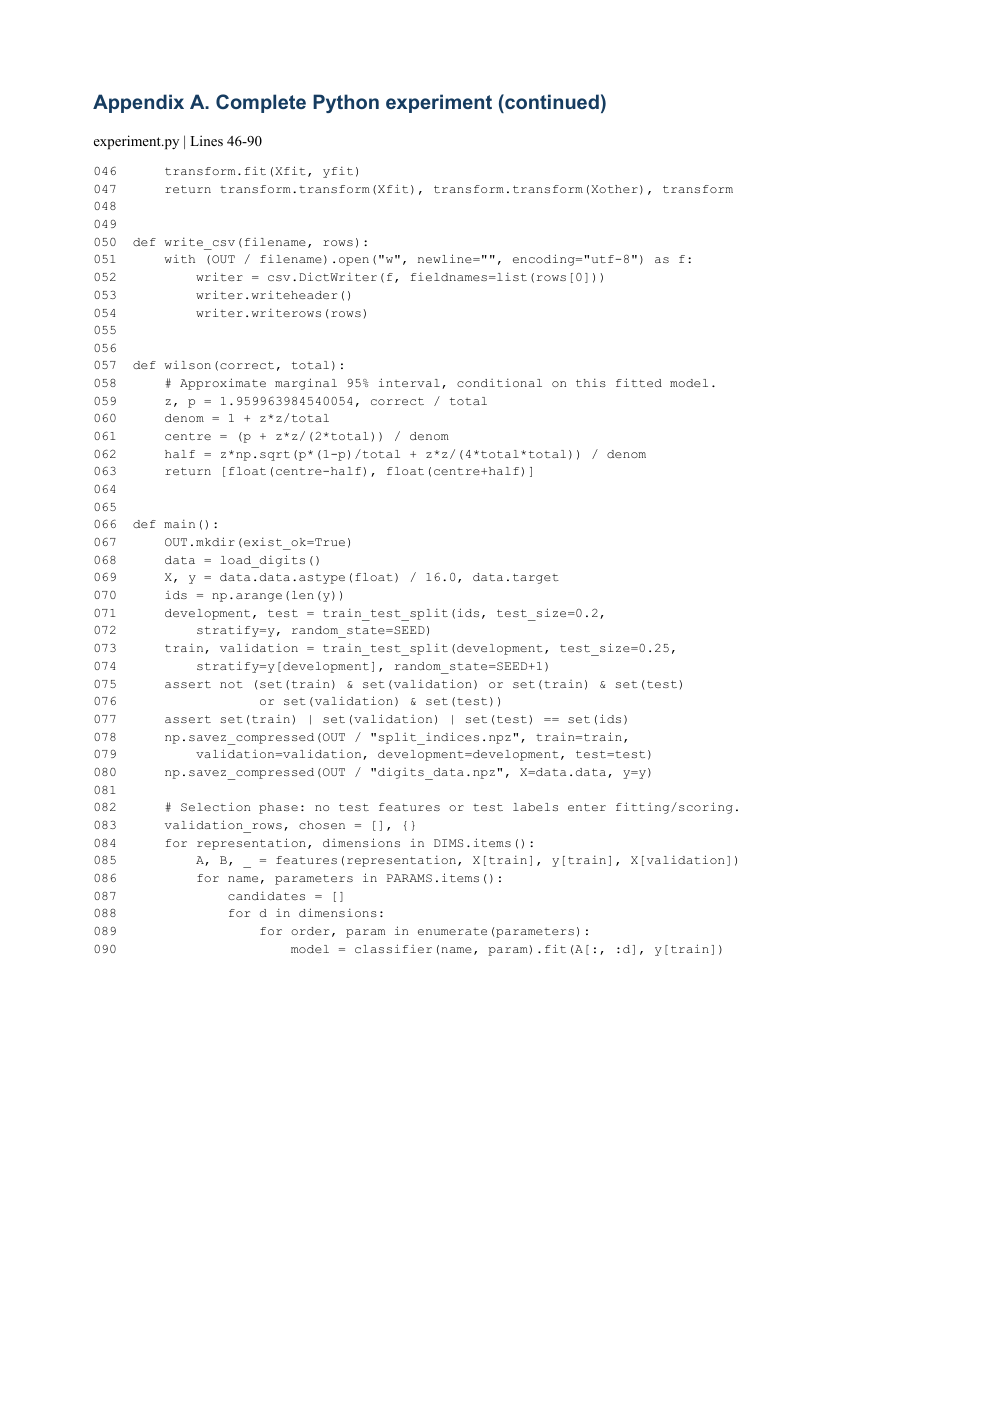 Appendix A. Complete Python experiment (continued)
experiment.py | Lines 46-90
046      transform.fit(Xfit, yfit)
047      return transform.transform(Xfit), transform.transform(Xother), transform
048
049
050  def write_csv(filename, rows):
051      with (OUT / filename).open("w", newline="", encoding="utf-8") as f:
052          writer = csv.DictWriter(f, fieldnames=list(rows[0]))
053          writer.writeheader()
054          writer.writerows(rows)
055
056
057  def wilson(correct, total):
058      # Approximate marginal 95% interval, conditional on this fitted model.
059      z, p = 1.959963984540054, correct / total
060      denom = 1 + z*z/total
061      centre = (p + z*z/(2*total)) / denom
062      half = z*np.sqrt(p*(1-p)/total + z*z/(4*total*total)) / denom
063      return [float(centre-half), float(centre+half)]
064
065
066  def main():
067      OUT.mkdir(exist_ok=True)
068      data = load_digits()
069      X, y = data.data.astype(float) / 16.0, data.target
070      ids = np.arange(len(y))
071      development, test = train_test_split(ids, test_size=0.2,
072          stratify=y, random_state=SEED)
073      train, validation = train_test_split(development, test_size=0.25,
074          stratify=y[development], random_state=SEED+1)
075      assert not (set(train) & set(validation) or set(train) & set(test)
076                  or set(validation) & set(test))
077      assert set(train) | set(validation) | set(test) == set(ids)
078      np.savez_compressed(OUT / "split_indices.npz", train=train,
079          validation=validation, development=development, test=test)
080      np.savez_compressed(OUT / "digits_data.npz", X=data.data, y=y)
081
082      # Selection phase: no test features or test labels enter fitting/scoring.
083      validation_rows, chosen = [], {}
084      for representation, dimensions in DIMS.items():
085          A, B, _ = features(representation, X[train], y[train], X[validation])
086          for name, parameters in PARAMS.items():
087              candidates = []
088              for d in dimensions:
089                  for order, param in enumerate(parameters):
090                      model = classifier(name, param).fit(A[:, :d], y[train])